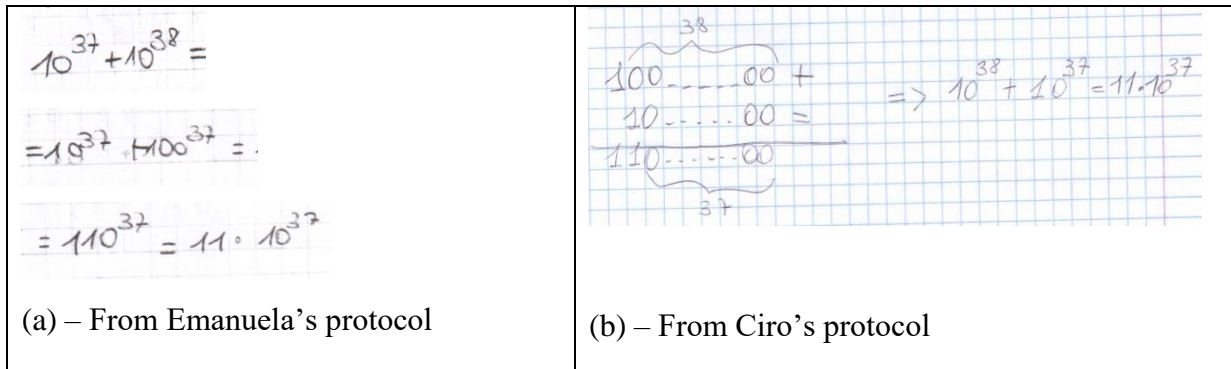 10^37 + 10^38 =
= 10^37 + 100^37 =
= 110^37 = 11 · 10^37
(a) – From Emanuela's protocol
38
100......00 +
10.....00 =
110......00
37
=> 10^38 + 10^37 = 11·10^37
(b) – From Ciro's protocol